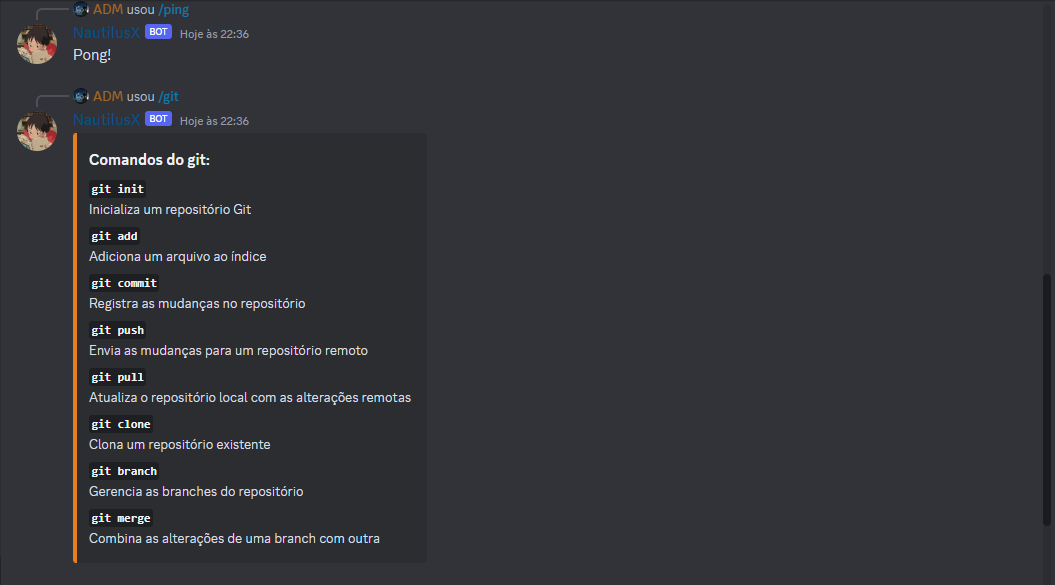 ADM usou /ping
NautilusX BOT Hoje às 22:36
Pong!
ADM usou /git
NautilusX BOT Hoje às 22:36
Comandos do git:
git init
Inicializa um repositório Git
git add
Adiciona um arquivo ao índice
git commit
Registra as mudanças no repositório
git push
Envia as mudanças para um repositório remoto
git pull
Atualiza o repositório local com as alterações remotas
git clone
Clona um repositório existente
git branch
Gerencia as branches do repositório
git merge
Combina as alterações de uma branch com outra